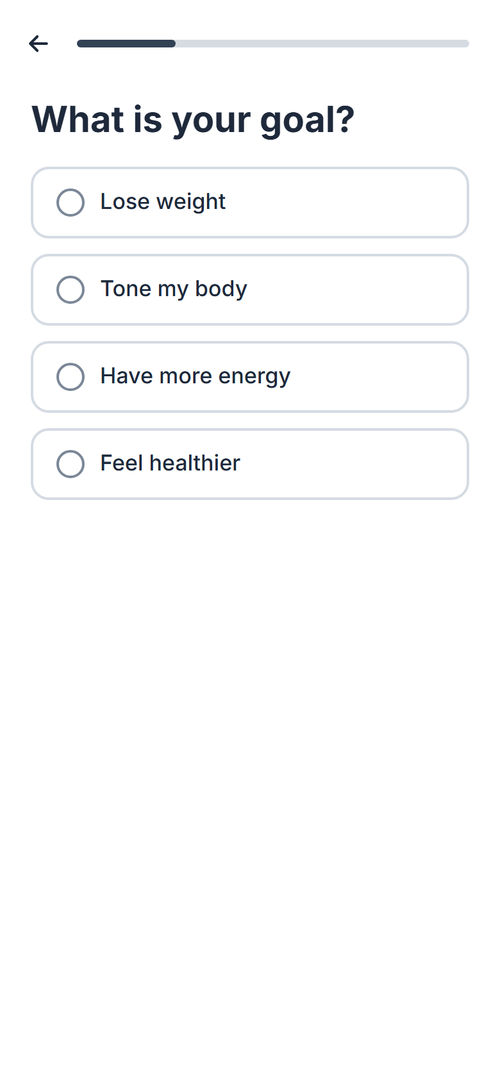 What is your goal?
Lose weight
Tone my body
Have more energy
Feel healthier